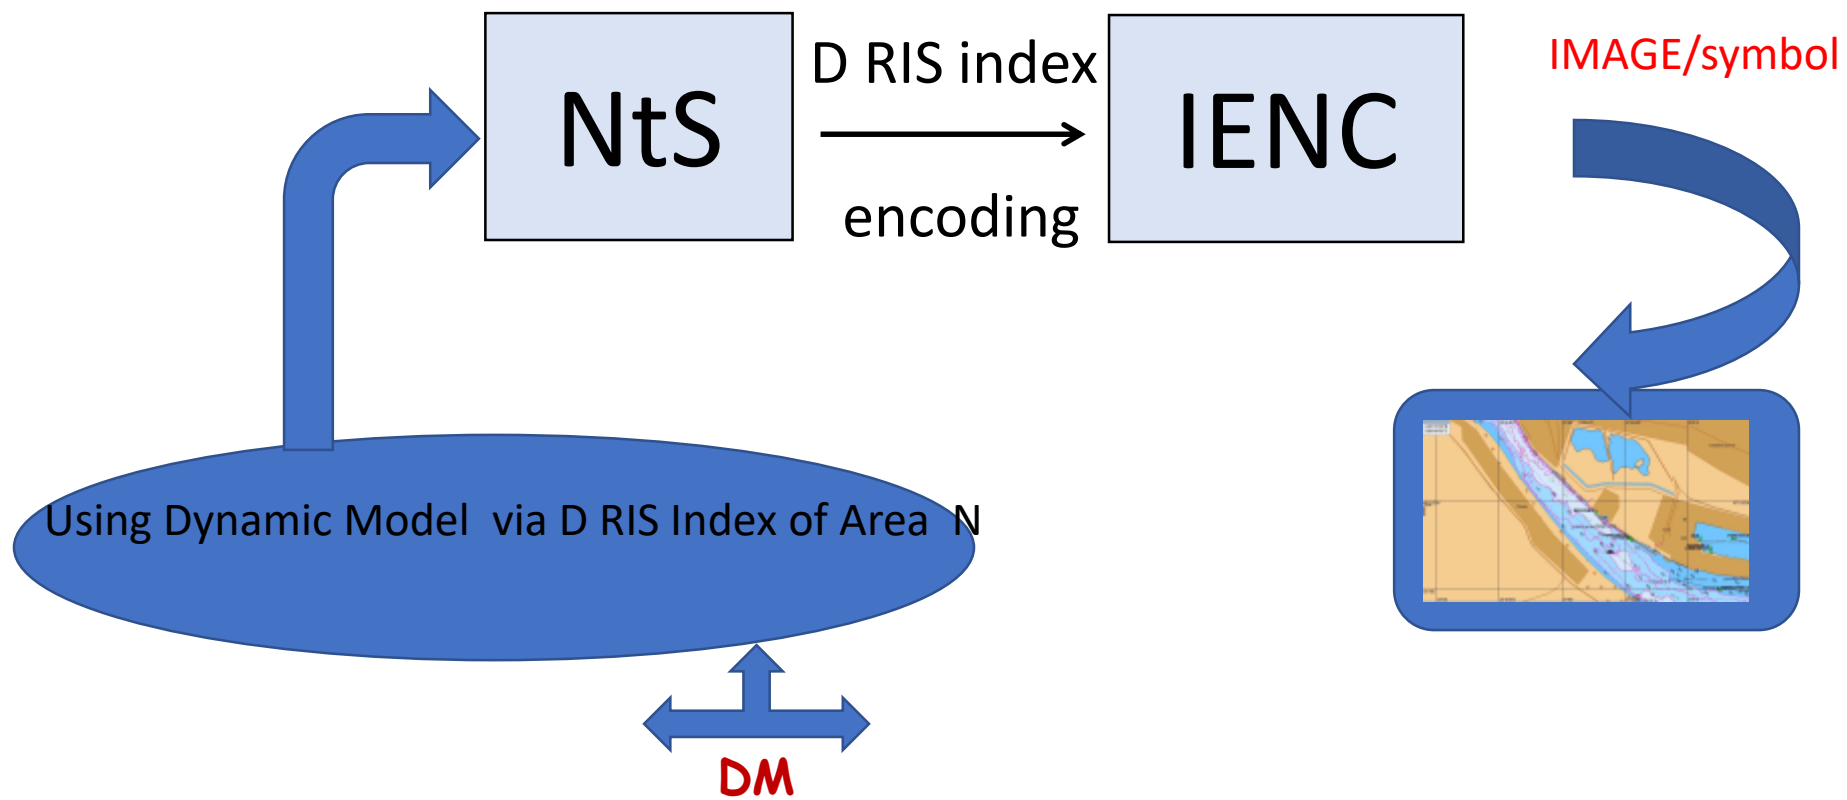 NtS
D RIS index
encoding
IENC
IMAGE/symbol
Using Dynamic Model via D RIS Index of Area N
DM